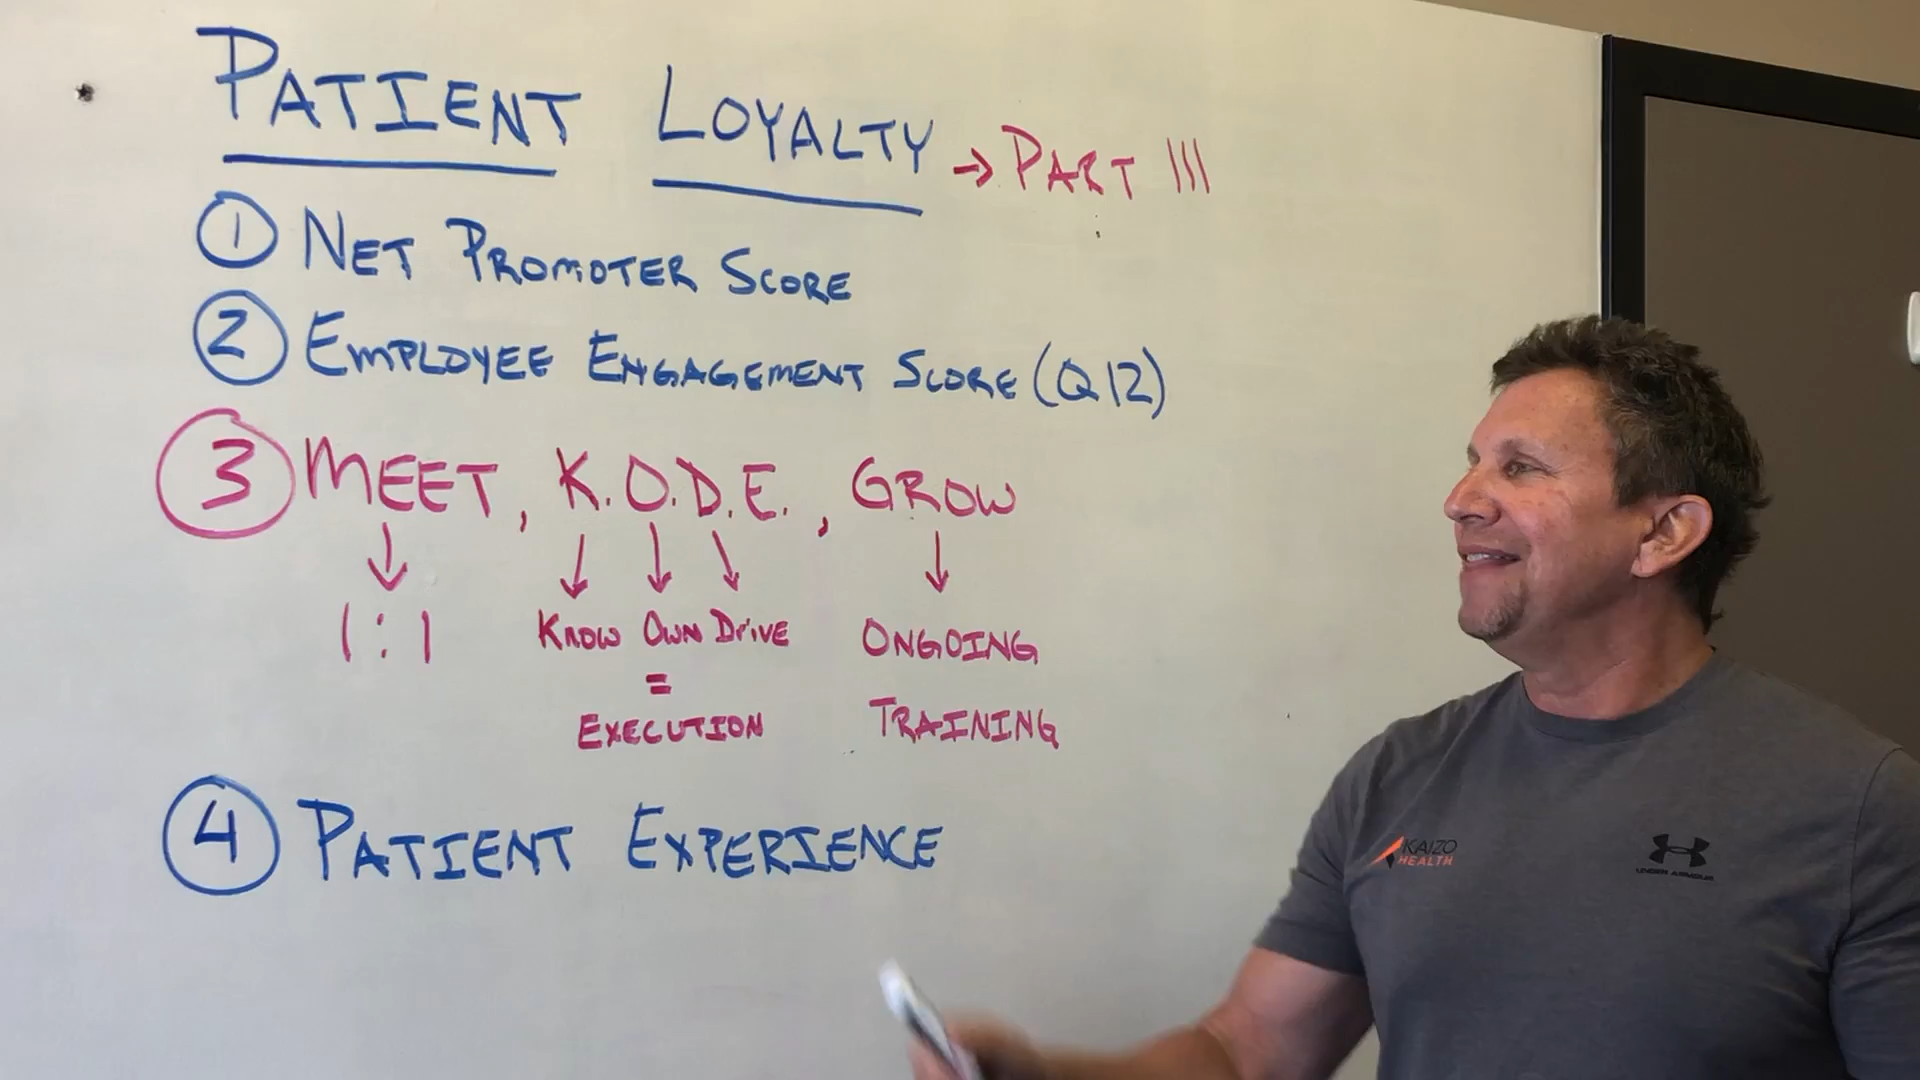 PATIENT LOYALTY → PART III
① NET PROMOTER SCORE
② EMPLOYEE ENGAGEMENT SCORE (Q12)
③ MEET, K.O.D.E., GROW
↓ ↓ ↓ ↓ ↓
1:1 KNOW OWN DRIVE ONGOING
=
EXECUTION TRAINING
④ PATIENT EXPERIENCE
KAIZO
HEALTH
UNDER ARMOUR